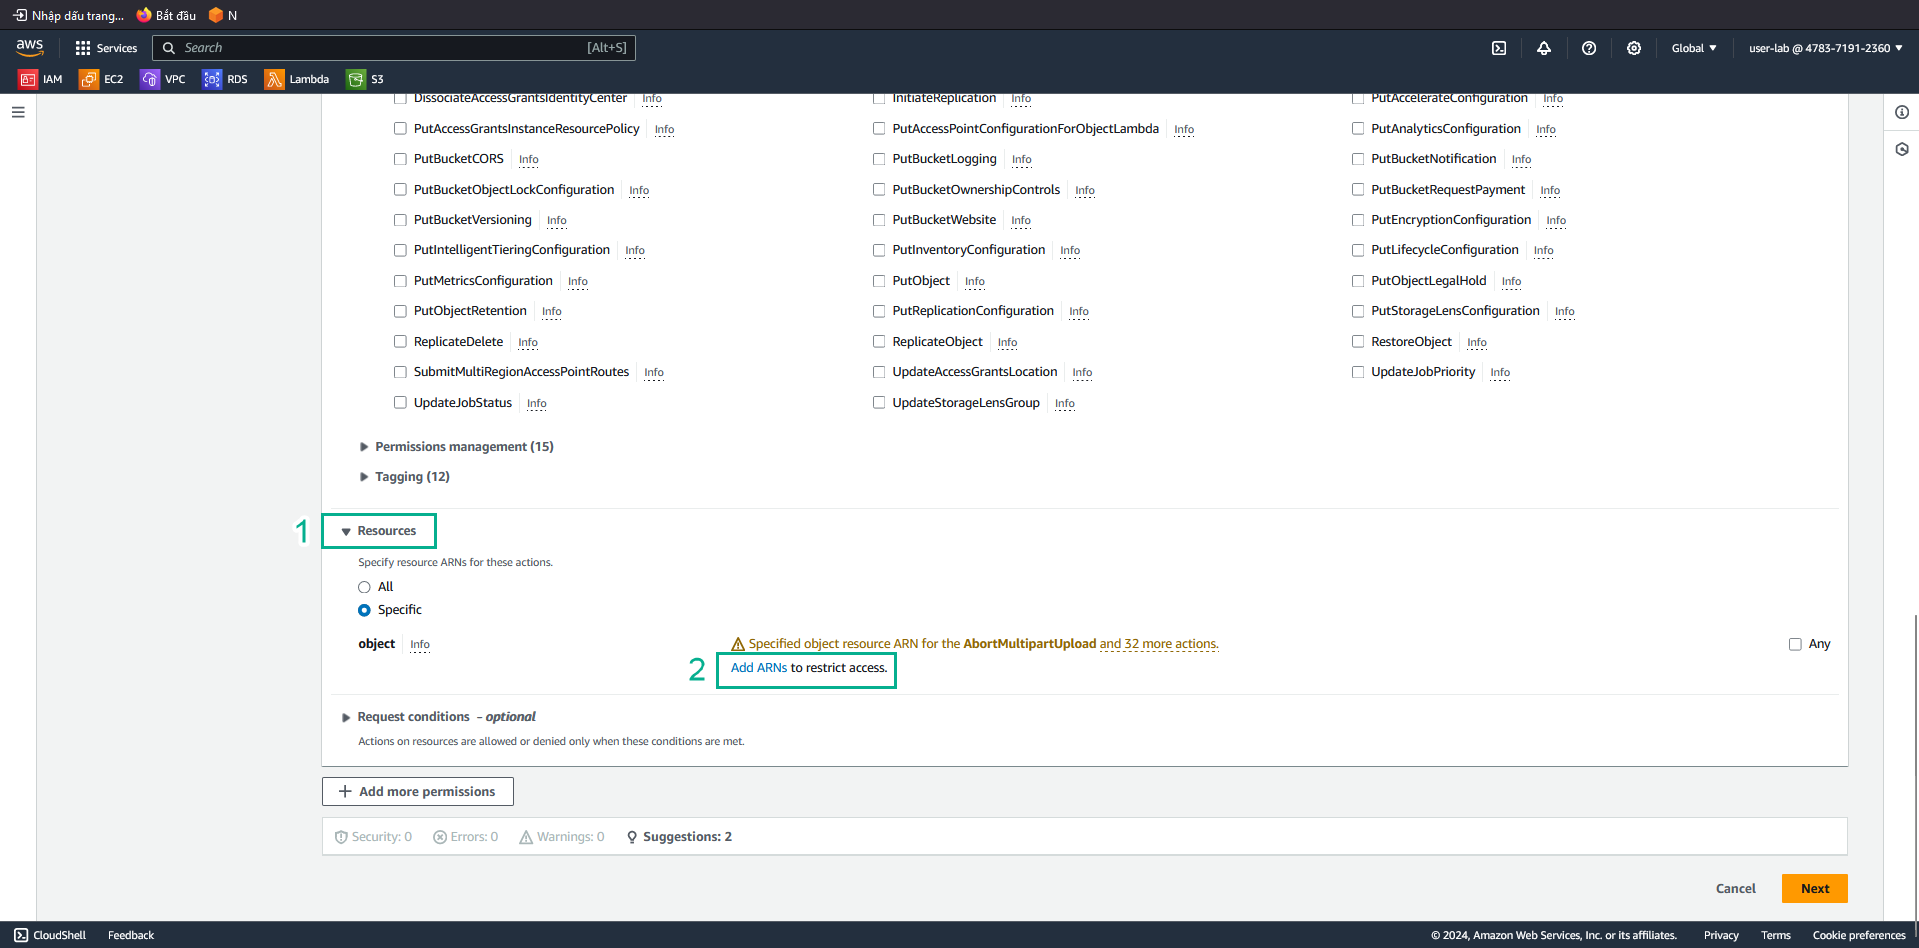 Nhập dấu trang... Bắt đầu N
aws Services Search [Alt+S] Global user-lab @ 4783-7191-2360
IAM EC2 VPC RDS Lambda S3
DissociateAccessGrantsIdentityCenter Info InitiateReplication Info PutAccelerateConfiguration Info
PutAccessGrantsInstanceResourcePolicy Info PutAccessPointConfigurationForObjectLambda Info PutAnalyticsConfiguration Info
PutBucketCORS Info PutBucketLogging Info PutBucketNotification Info
PutBucketObjectLockConfiguration Info PutBucketOwnershipControls Info PutBucketRequestPayment Info
PutBucketVersioning Info PutBucketWebsite Info PutEncryptionConfiguration Info
PutIntelligentTieringConfiguration Info PutInventoryConfiguration Info PutLifecycleConfiguration Info
PutMetricsConfiguration Info PutObject Info PutObjectLegalHold Info
PutObjectRetention Info PutReplicationConfiguration Info PutStorageLensConfiguration Info
ReplicateDelete Info ReplicateObject Info RestoreObject Info
SubmitMultiRegionAccessPointRoutes Info UpdateAccessGrantsLocation Info UpdateJobPriority Info
UpdateJobStatus Info UpdateStorageLensGroup Info
Permissions management (15)
Tagging (12)
1 Resources
Specify resource ARNs for these actions.
All
Specific
object Info Specified object resource ARN for the AbortMultipartUpload and 32 more actions. Any
2 Add ARNs to restrict access.
Request conditions - optional
Actions on resources are allowed or denied only when these conditions are met.
Add more permissions
Security: 0 Errors: 0 Warnings: 0 Suggestions: 2
Cancel Next
CloudShell Feedback © 2024, Amazon Web Services, Inc. or its affiliates. Privacy Terms Cookie preferences